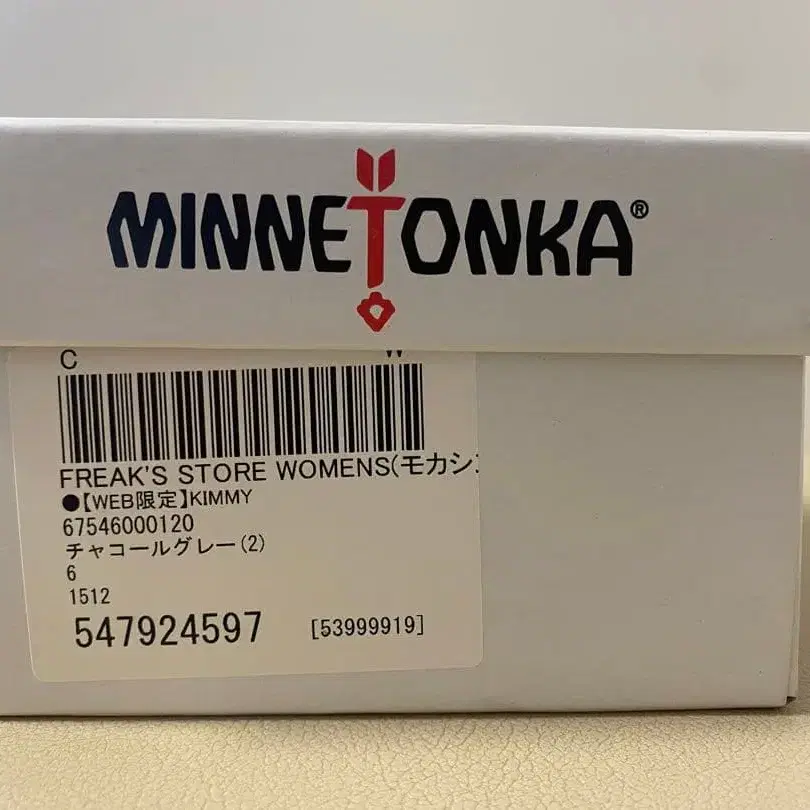 MINNETONKA®
C W
FREAK'S STORE WOMENS(モカシ
●【WEB限定】KIMMY
67546000120
チャコールグレー(2)
6
1512
547924597 [53999919]